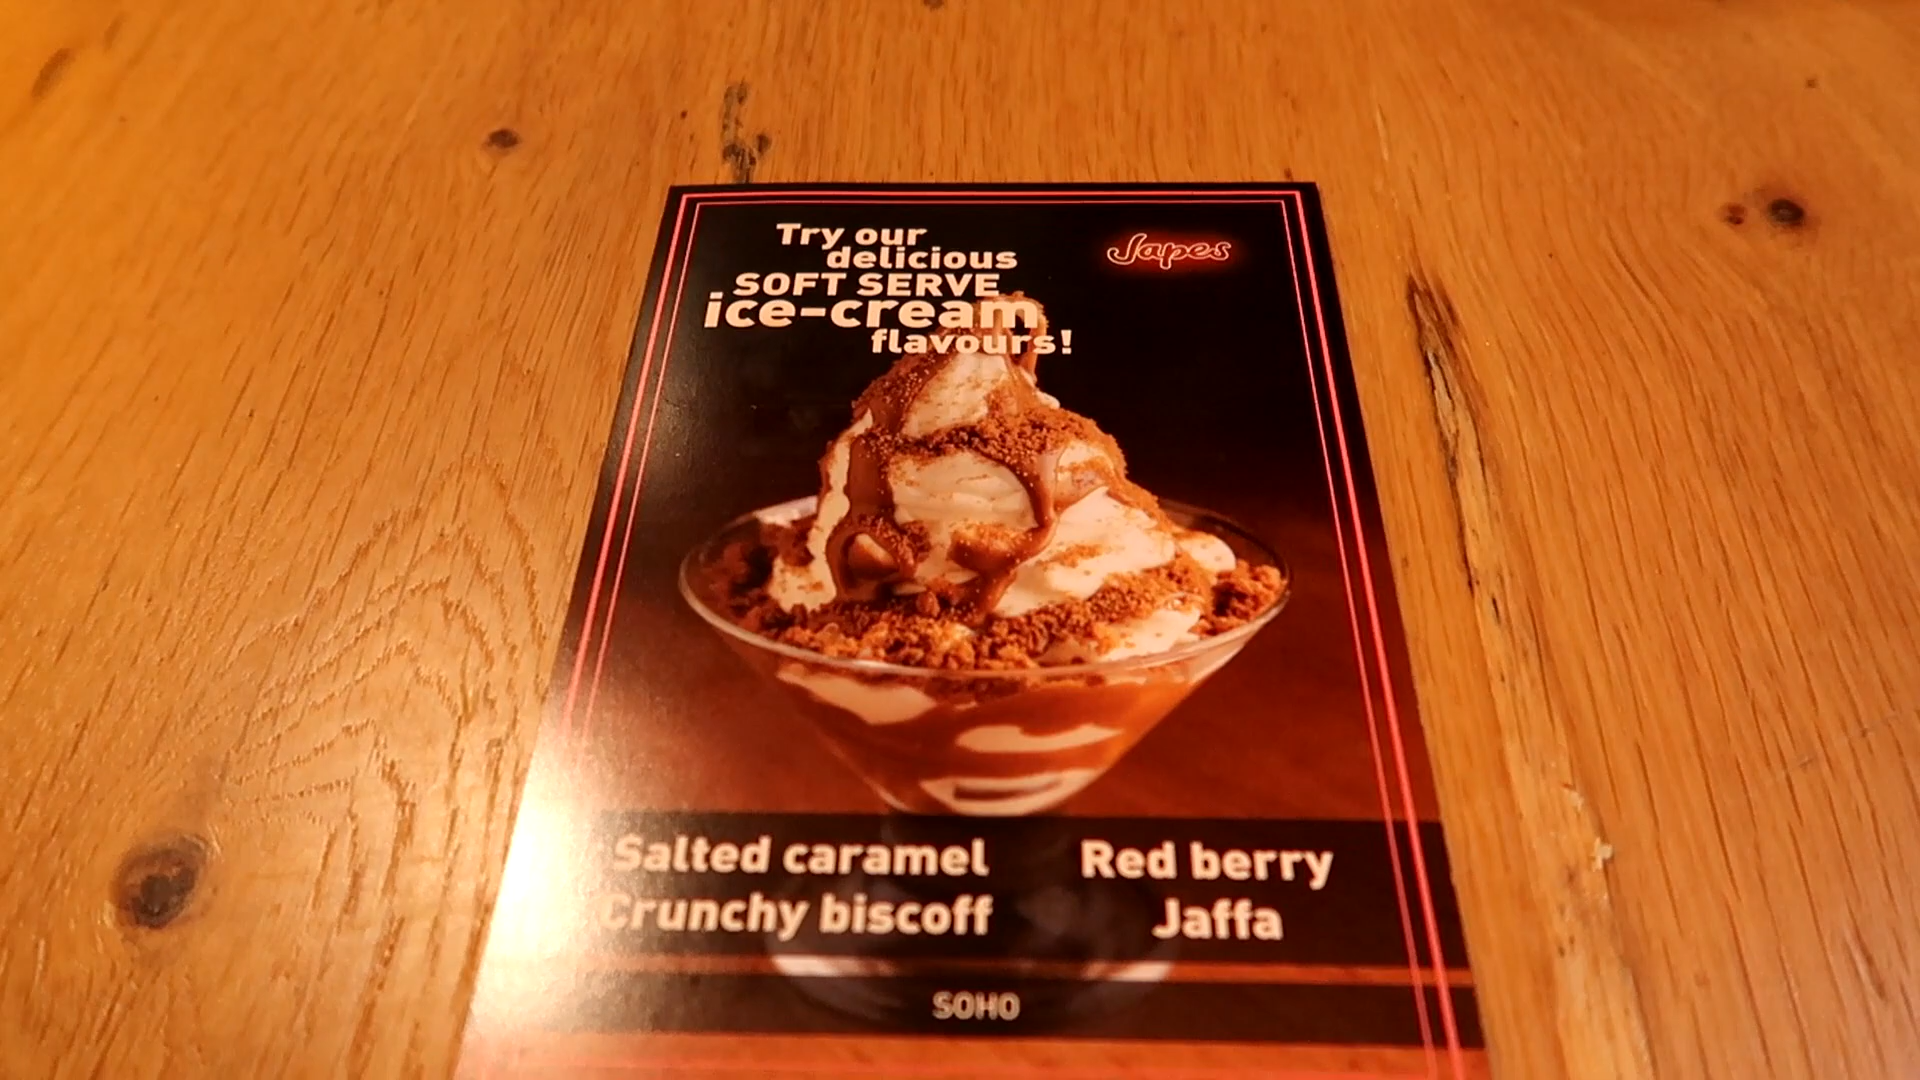 Try our
delicious
SOFT SERVE
ice-cream
flavours!
Japes
Salted caramel
Crunchy biscoff
Red berry
Jaffa
SOHO